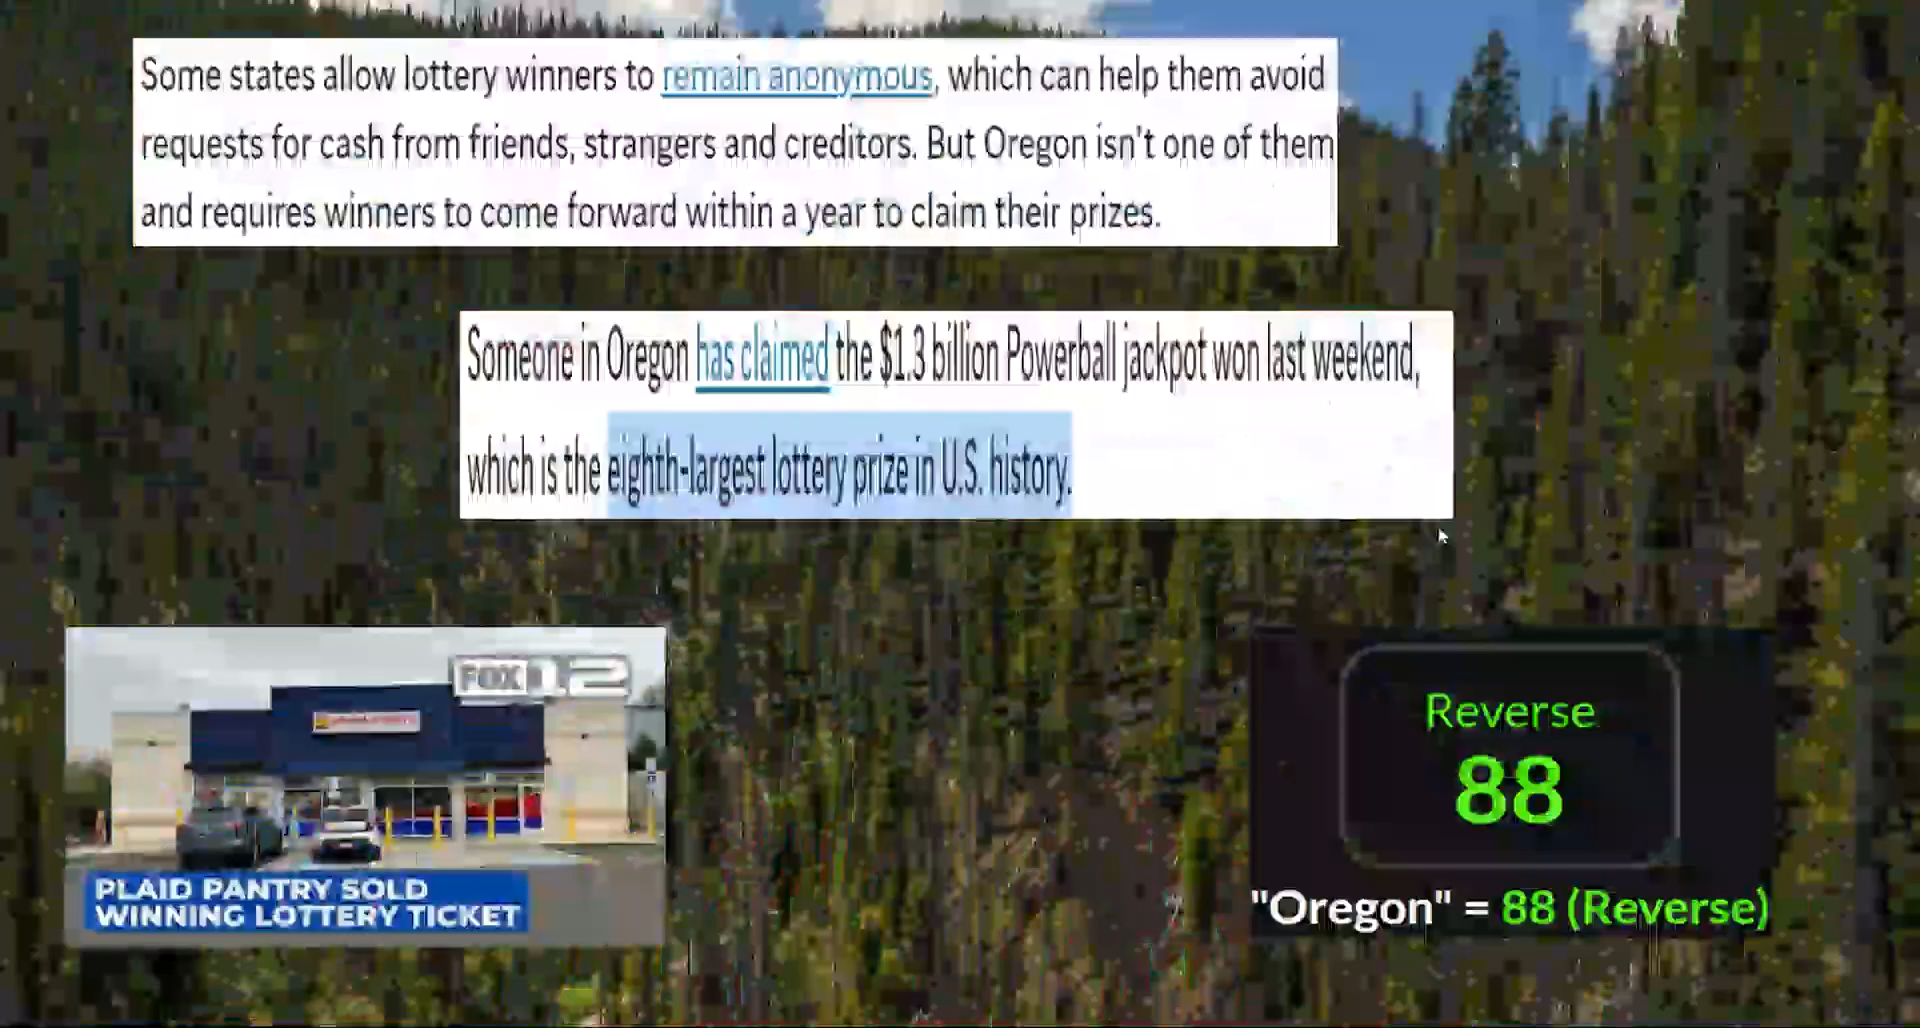 Some states allow lottery winners to remain anonymous, which can help them avoid
requests for cash from friends, strangers and creditors. But Oregon isn't one of them
and requires winners to come forward within a year to claim their prizes.
Someone in Oregon has claimed the $1.3 billion Powerball jackpot won last weekend,
which is the eighth-largest lottery prize in U.S. history.
FOX 12
PLAID PANTRY SOLD
WINNING LOTTERY TICKET
Reverse
88
"Oregon" = 88 (Reverse)